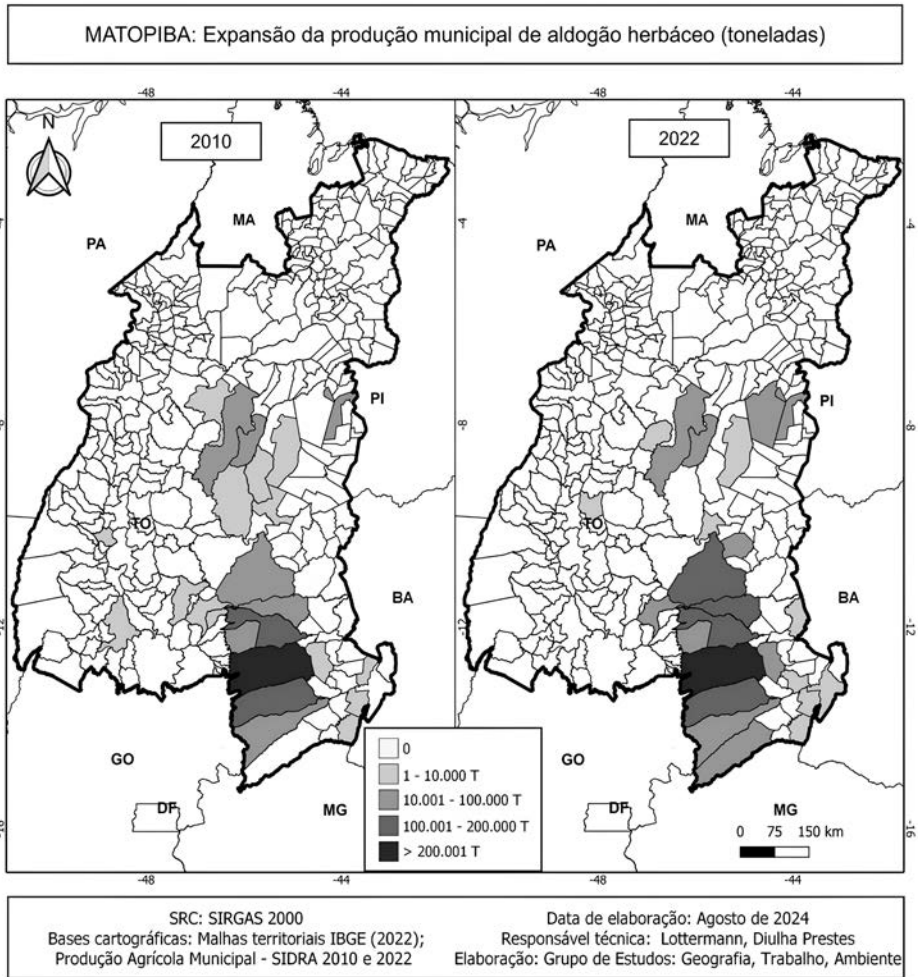 MATOPIBA: Expansão da produção municipal de aldogão herbáceo (toneladas)
-48 -44 -48 -44
N
2010
2022
MA
MA
-4
PA
PA
-4
PI
PI
-8
-8
TO
TO
BA
BA
-12
-12
GO
GO
DF
MG
DF
MG
-16
-16
0
1 - 10.000 T
10.001 - 100.000 T
100.001 - 200.000 T
> 200.001 T
0 75 150 km
-48 -44 -48 -44
SRC: SIRGAS 2000
Bases cartográficas: Malhas territoriais IBGE (2022);
Produção Agrícola Municipal - SIDRA 2010 e 2022
Data de elaboração: Agosto de 2024
Responsável técnica: Lottermann, Diulha Prestes
Elaboração: Grupo de Estudos: Geografia, Trabalho, Ambiente